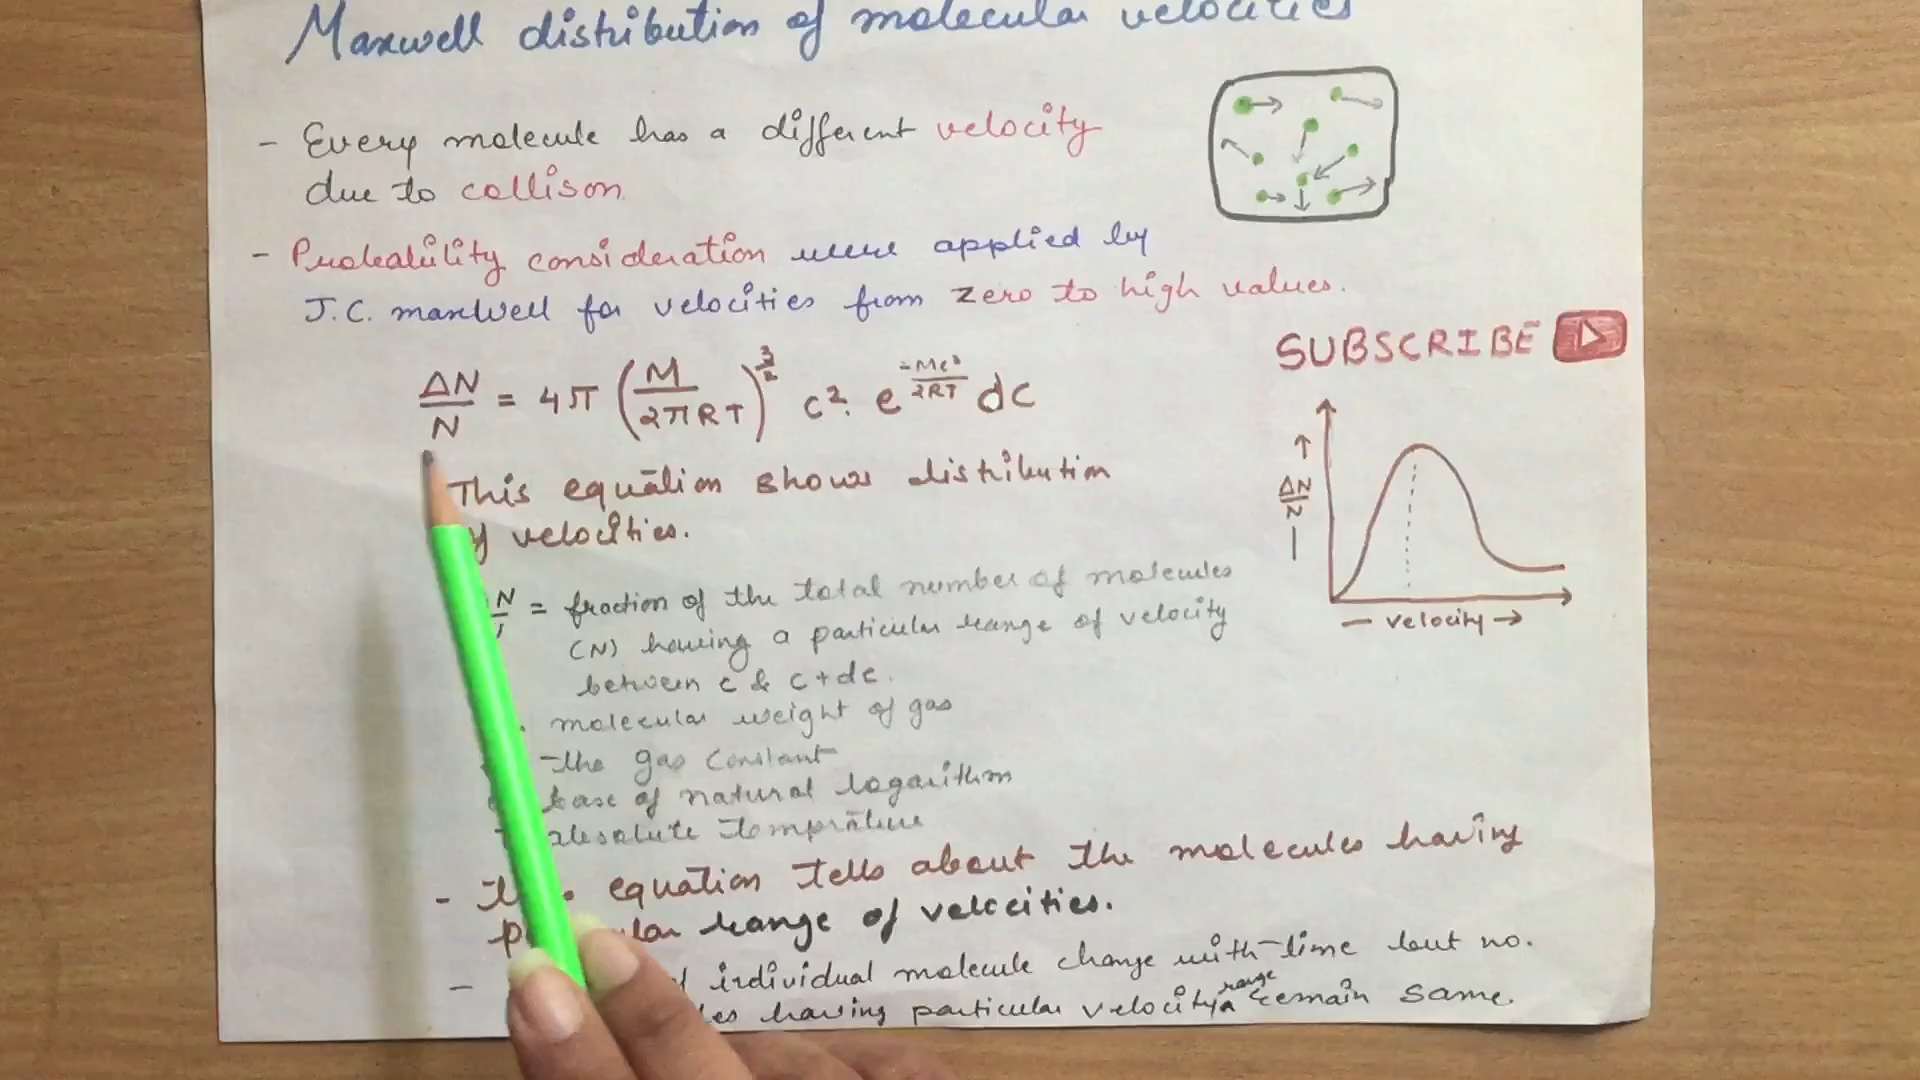 Maxwell distribution of molecular velocities
- Every molecule has a different velocity
due to collison
- Probability consideration were applied by
J.C. maxwell for velocities from zero to high values.
SUBSCRIBE
ΔN/N = 4π (M/2πRT)^3/2 c². e^-Mc²/2RT dc
This equation shows distribution
velocities.
N = fraction of the total number of molecules
(N) having a particular range of velocity
between c & c+dc.
molecular weight of gas
the gas constant
base of natural logarithm
absolute temprature
- equation tells about the molecules having
range of velocities.
- individual molecule change with time but no.
having particular velocity range remain same.
↑
ΔN/N
— velocity →